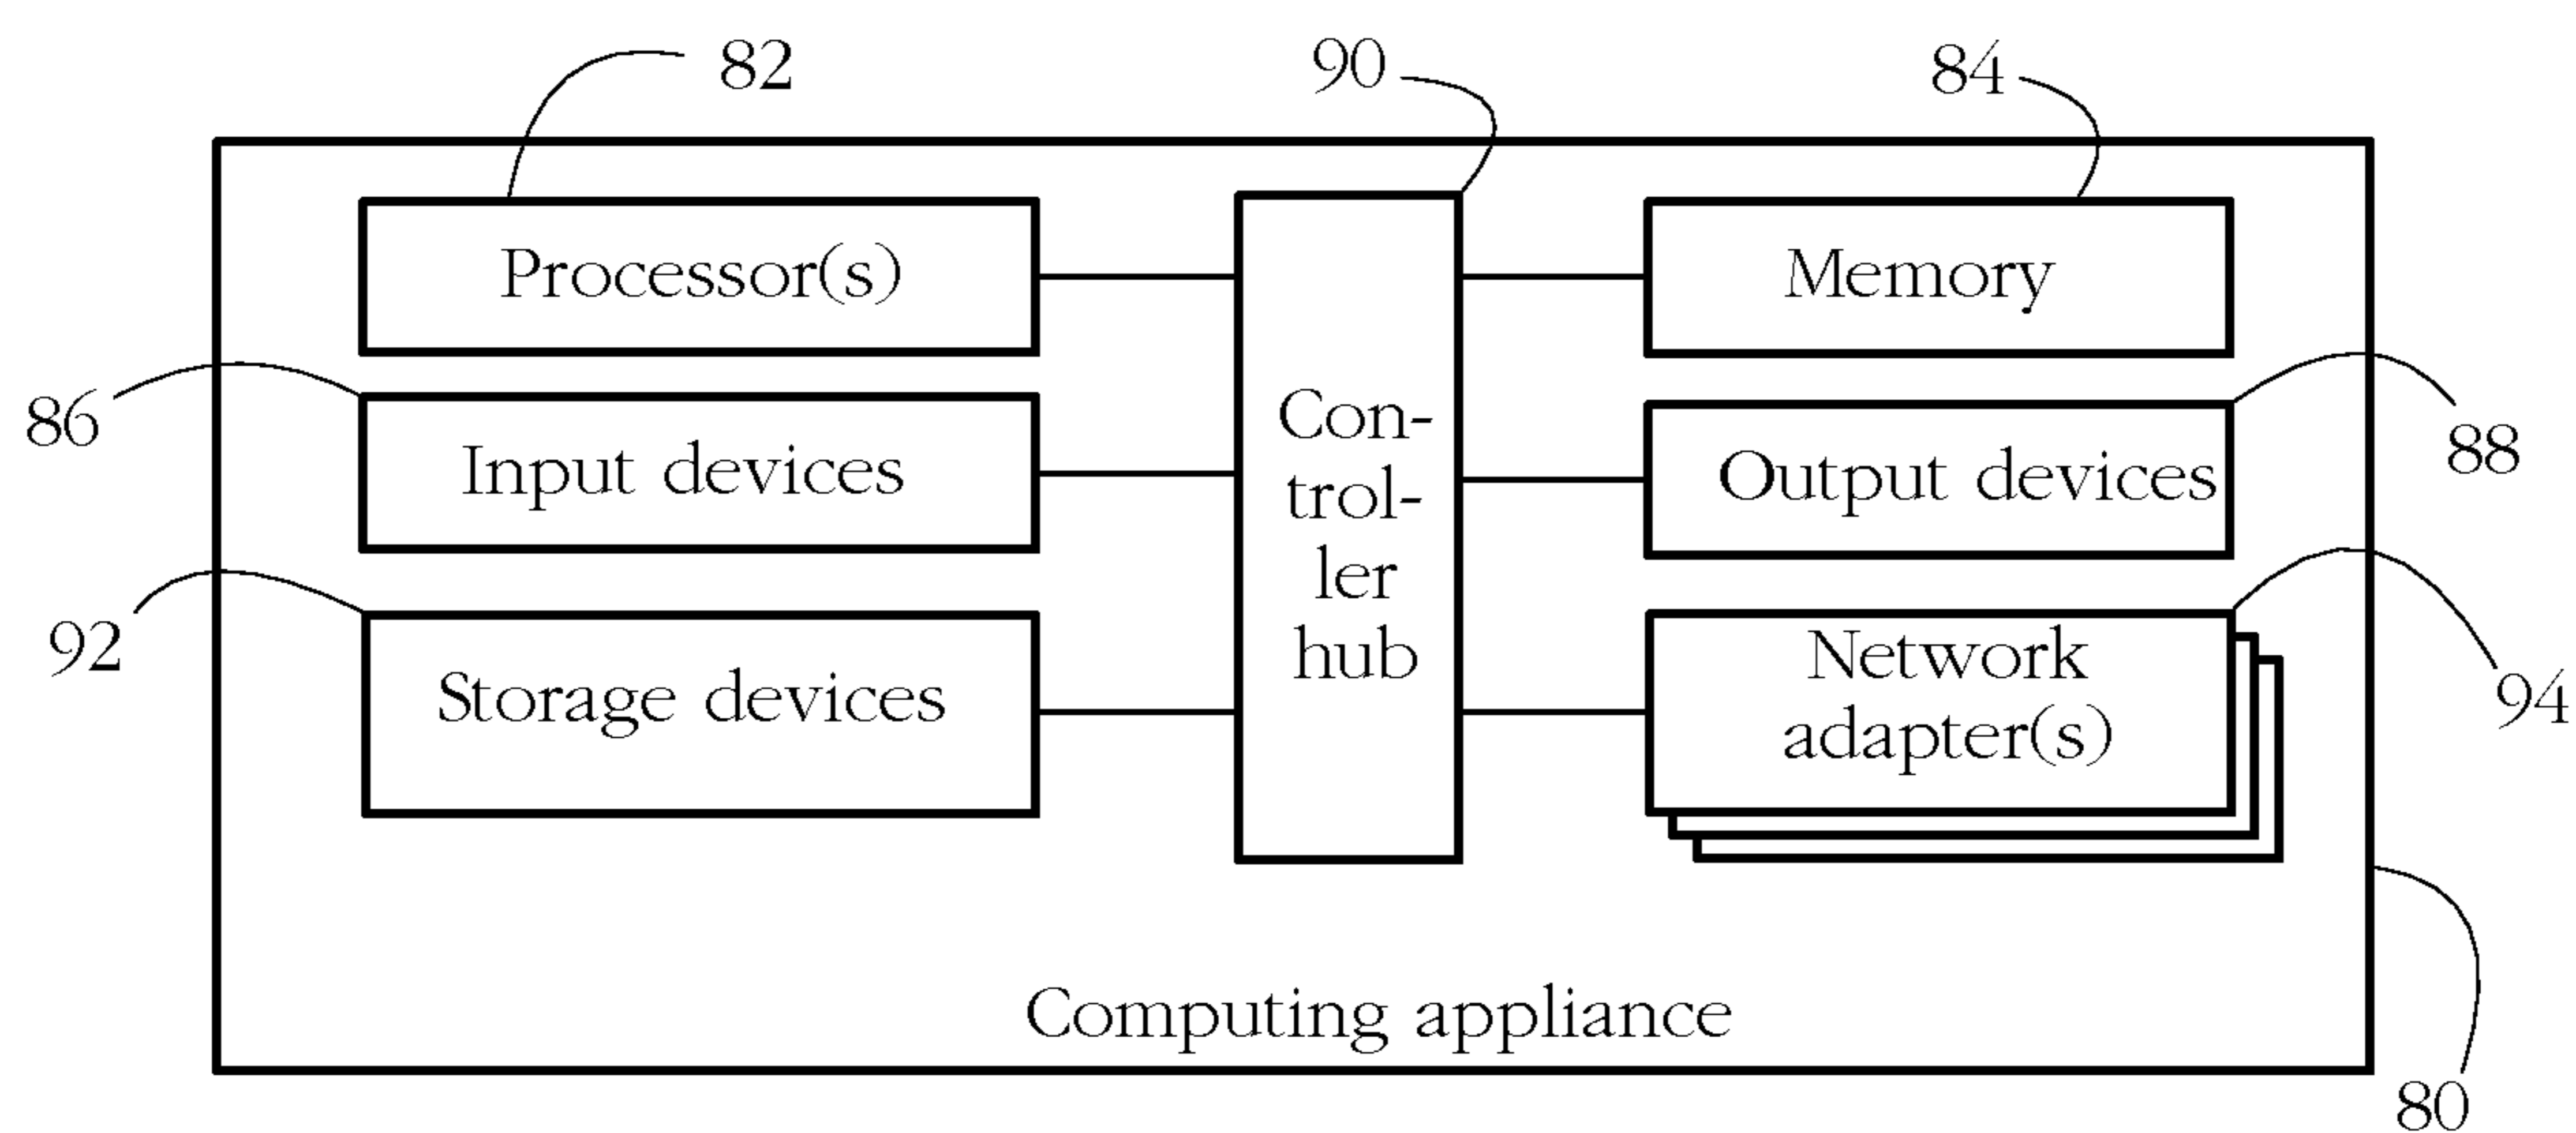 82
90
84
Processor(s)
Memory
86
Input devices
Con-
trol-
ler
hub
Output devices
88
92
Storage devices
Network
adapter(s)
94
Computing appliance
80